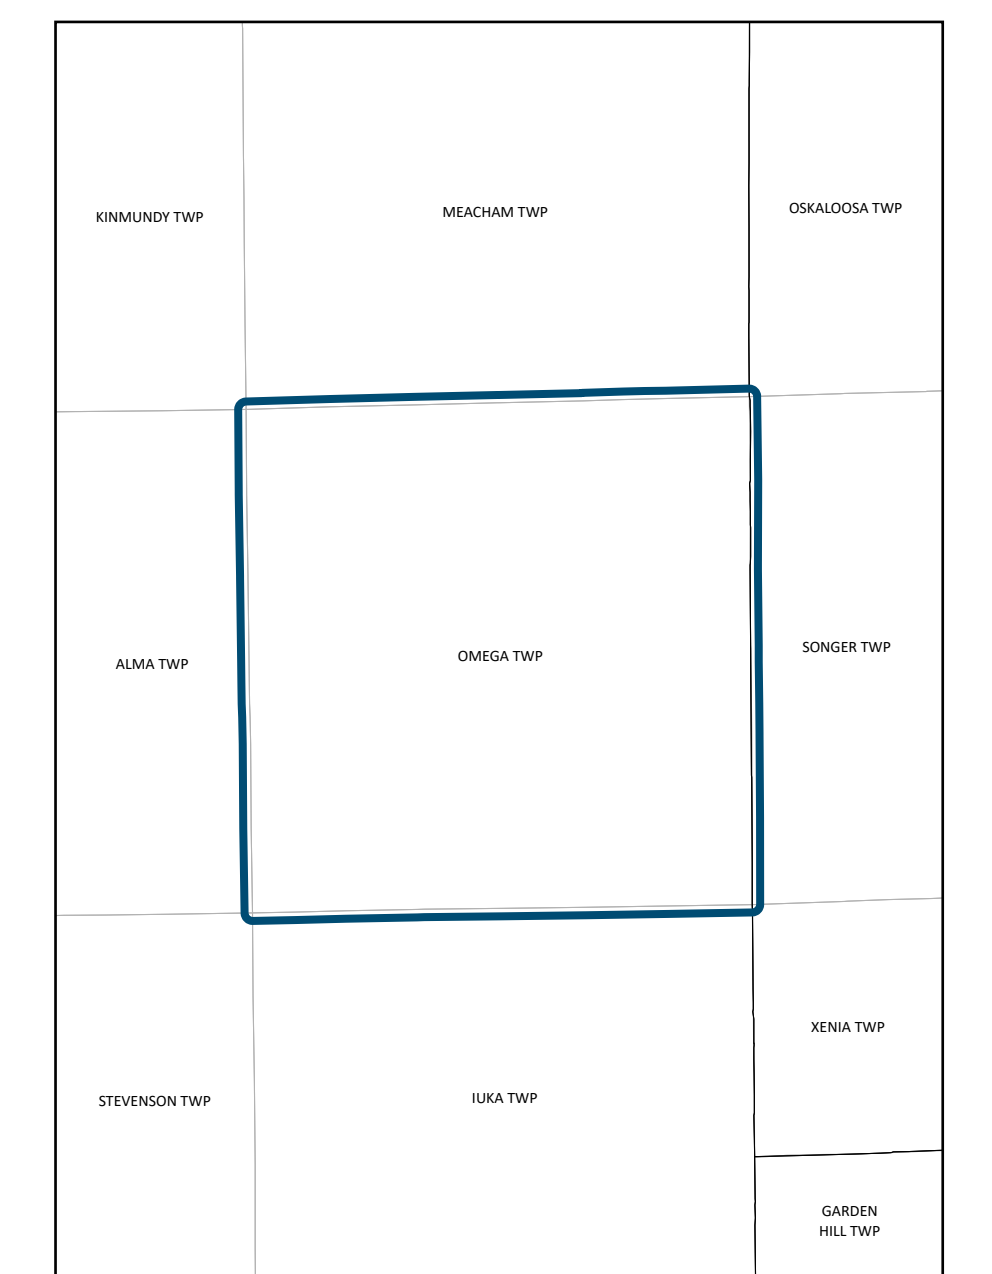 KINMUNDY TWP
MEACHAM TWP
OSKALOOSA TWP
ALMA TWP
OMEGA TWP
SONGER TWP
STEVENSON TWP
IUKA TWP
XENIA TWP
GARDEN
HILL TWP